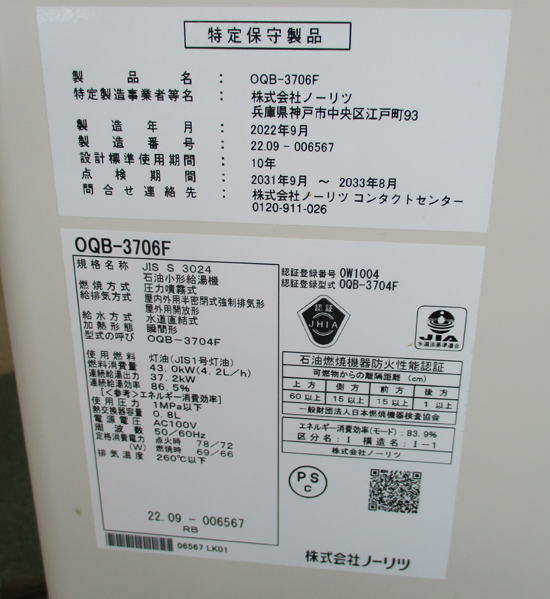 特定保守製品
製品名 : OQB-3706F
特定製造事業者等名 : 株式会社ノーリツ
兵庫県神戸市中央区江戸町93
製造年月 : 2022年9月
製造番号 : 22.09 -006567
設計標準使用期間 : 10年
点検期間 : 2031年9月 ～ 2033年8月
問合せ連絡先 : 株式会社ノーリツ コンタクトセンター
0120-911-026
OQB-3706F
規格名称 JIS S 3024
石油小形給湯機
燃焼方式 圧力噴霧式
給排気方式 屋内外用半密閉式強制排気形
屋外用開放形
給水方式 水道直結式
加熱形態 瞬間形
型式の呼び OQB-3704F
使用燃料 灯油(JIS1号灯油)
燃料消費量 43.0kW(4.2L/h)
連続給湯出力 37.2kW
連続給湯効率 86.5%
<参考>エネルギー消費効率
使用圧力 1MPa以下
熱交換器容量 0.8L
電源電圧 AC100V
周波数 50/60Hz
定格消費電力 点火時 78/72
(W) 燃焼時 69/66
排気温度 260℃以下
22.09 -006567
RB
06567 LK01
認証登録番号 OW1004
認証登録型式 OQB-3704F
認証
JHIA
JIA
石油燃焼機器防火性能認証
可燃物からの離隔距離 (cm)
上方 側方 前方 後方
60以上 15以上 15以上 1以上
一般財団法人日本燃焼機器検査協会
エネルギー消費効率(モード): 83.9%
区分名: I 構造名: I-1
株式会社ノーリツ
PS
C
株式会社ノーリツ